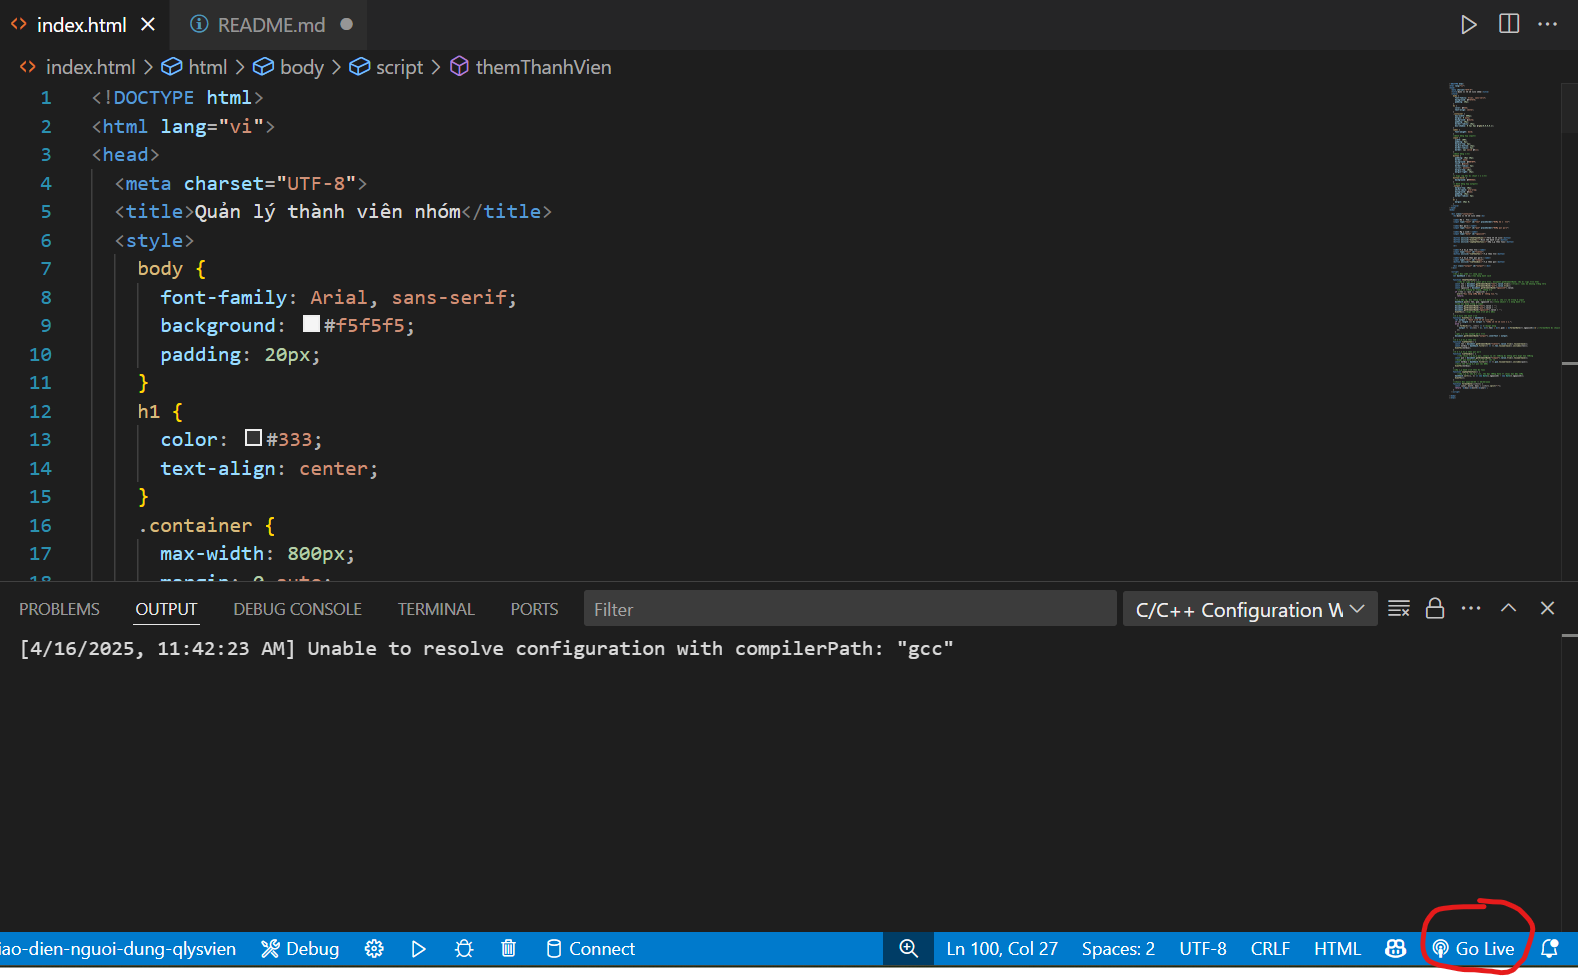 index.html
README.md
index.html > html > body > script > themThanhVien
1 <!DOCTYPE html>
2 <html lang="vi">
3 <head>
4 <meta charset="UTF-8">
5 <title>Quản lý thành viên nhóm</title>
6 <style>
7 body {
8 font-family: Arial, sans-serif;
9 background: #f5f5f5;
10 padding: 20px;
11 }
12 h1 {
13 color: #333;
14 text-align: center;
15 }
16 .container {
17 max-width: 800px;
18 margin: 0 auto;
PROBLEMS OUTPUT DEBUG CONSOLE TERMINAL PORTS Filter C/C++ Configuration W
[4/16/2025, 11:42:23 AM] Unable to resolve configuration with compilerPath: "gcc"
iao-dien-nguoi-dung-qlysvien Debug Connect Ln 100, Col 27 Spaces: 2 UTF-8 CRLF HTML Go Live